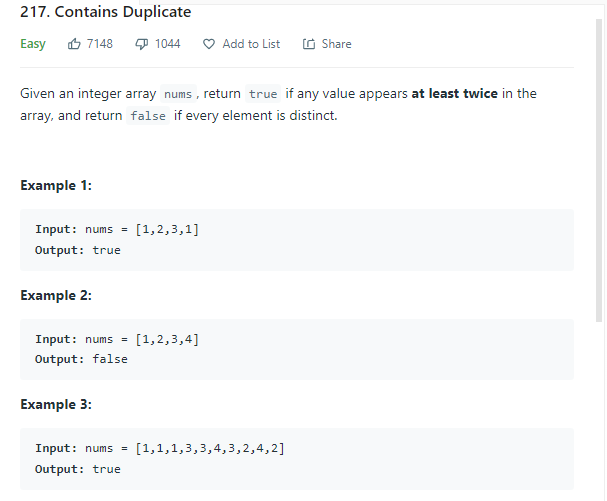 217. Contains Duplicate
Easy 7148 1044 Add to List Share
Given an integer array nums, return true if any value appears at least twice in the
array, and return false if every element is distinct.
Example 1:
Input: nums = [1,2,3,1]
Output: true
Example 2:
Input: nums = [1,2,3,4]
Output: false
Example 3:
Input: nums = [1,1,1,3,3,4,3,2,4,2]
Output: true